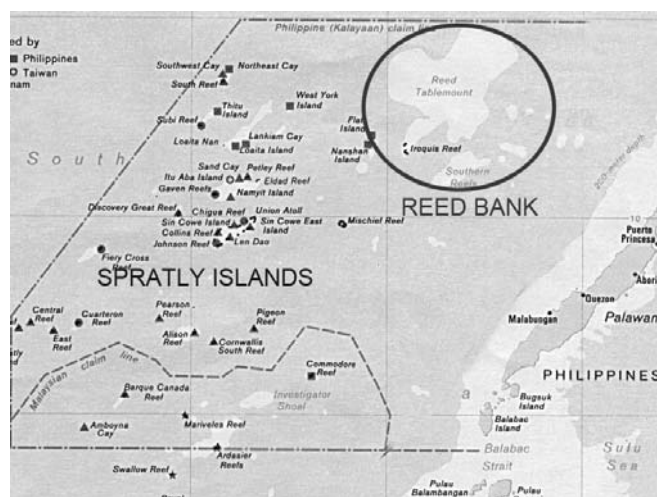 ed by
Philippines
Taiwan
nam
Philippine (Kalayaan) claim line
Southwest Cay
Northeast Cay
South Reef
Reed
Tablemount
West York
Island
Thitu
Island
Subi Reef
Flat
Island
Lankiam Cay
Loaita Nan
Loaita Island
Nanshan
Island
Iroquis Reef
South
Sand Cay
Petley Reef
Itu Aba Island
Eldad Reef
Gaven Reefs
Namyit Island
Southern
Reefs
200 meter depth
REED BANK
Discovery Great Reef
Chigua Reef
Union Atoll
Sin Cowe Island
Sin Cowe East
Island
Mischief Reef
10
Collins Reef
Len Dao
Johnson Reef
Puerto
Princesa
Fiery Cross
Reef
SPRATLY ISLANDS
Abori
Quezon
Central
Reef
Cuarteron
Reef
Pearson
Reef
Pigeon
Reef
Malabungan
Palawan
East
Reef
Alison
Reef
Cornwallis
South Reef
Malaysian claim line
Commodore
Reef
PHILIPPINES
Barque Canada
Reef
Investigator
Shoal
a
Bugsuk
Island
Mariveles Reef
Balabac
Island
Amboyna
Cay
Ardasier
Reefs
Balabac
Strait
Sulu
Sea
Swallow Reef
Pulau
Balambangan
Pulau